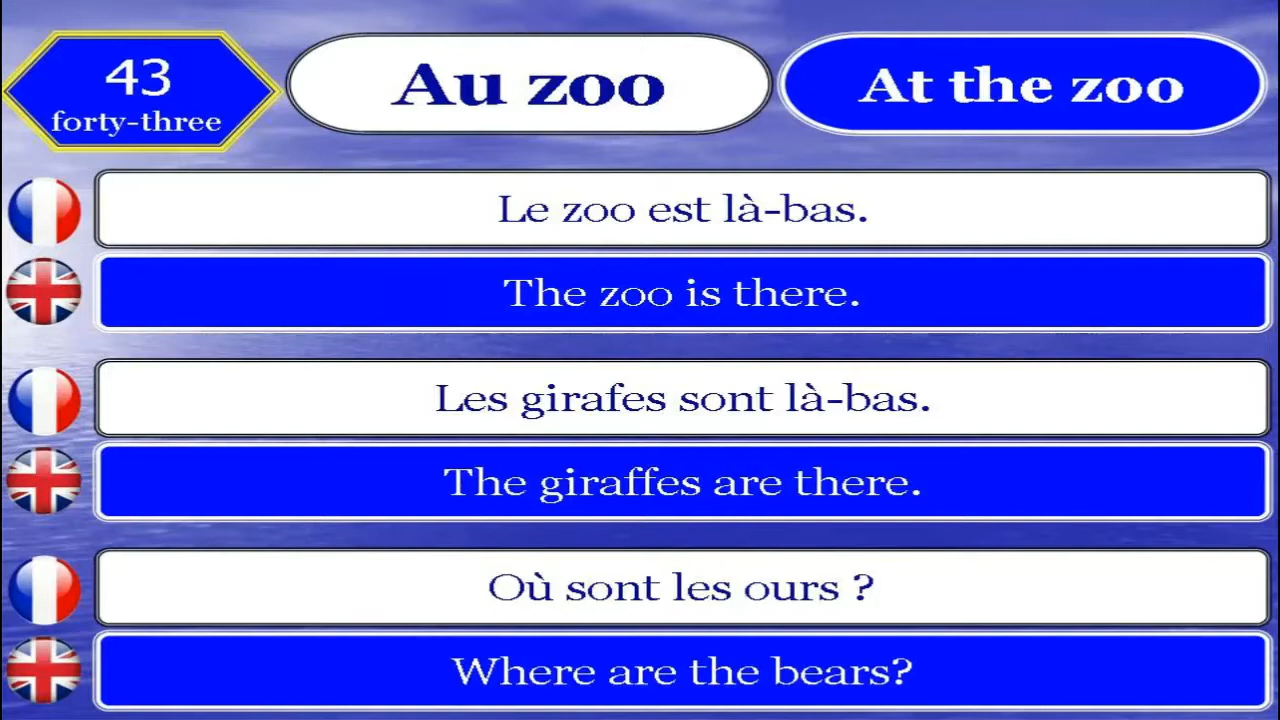 43
forty-three
Au zoo
At the zoo
Le zoo est là-bas.
The zoo is there.
Les girafes sont là-bas.
The giraffes are there.
Où sont les ours ?
Where are the bears?